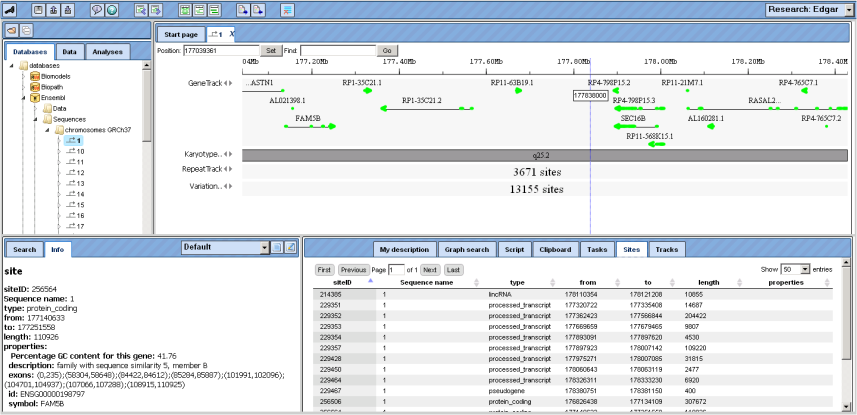 Research: Edgar
Databases Data Analyses
databases
Biomodels
Biopath
Ensembl
Data
Sequences
chromosomes GRCh37
1
10
11
12
13
14
15
16
17
Start page 1 X
Position: 177039361 Set Find: Go
04Mb 177.20Mb 177.40Mb 177.60Mb 177.80Mb 178.00Mb 178.20Mb 178.40M
GeneTrack
...ASTN1 RP1-35C21.1 RP11-63B19.1 RP4-798P15.2 RP11-21M7.1 RP4-765C7.1
177838000
AL021398.1 RP1-35C21.2 RP4-798P15.3 RASAL2...
FAM5B SEC16B AL160281.1 RP4-765C7.2
RP11-568K15.1
Karyotype... q25.2
RepeatTrack 3671 sites
Variation... 13155 sites
Search Info Default
site
siteID: 256564
Sequence name: 1
type: protein_coding
from: 177140633
to: 177251558
length: 110926
properties:
Percentage GC content for this gene: 41.76
description: family with sequence similarity 5, member B
exons: (0,235);(58304,58648);(84422,84612);(85284,85887);(101991,102096);
(104701,104937);(107066,107288);(108915,110925)
id: ENSG00000198797
symbol: FAM5B
My description Graph search Script Clipboard Tasks Sites Tracks
First Previous Page 1 of 1 Next Last Show 50 entries
siteID Sequence name type from to length properties
214385 1 lincRNA 178110354 178121208 10855
229351 1 processed_transcript 177320722 177335408 14687
229352 1 processed_transcript 177362423 177566844 204422
229353 1 processed_transcript 177669659 177679465 9807
229354 1 processed_transcript 177893091 177897620 4530
229356 1 processed_transcript 177897923 178007142 109220
229428 1 processed_transcript 177975271 178007085 31815
229450 1 processed_transcript 178060643 178063119 2477
229464 1 processed_transcript 178326311 178333230 6920
229467 1 pseudogene 178380751 178381150 400
256506 1 protein_coding 176826438 177134109 307672